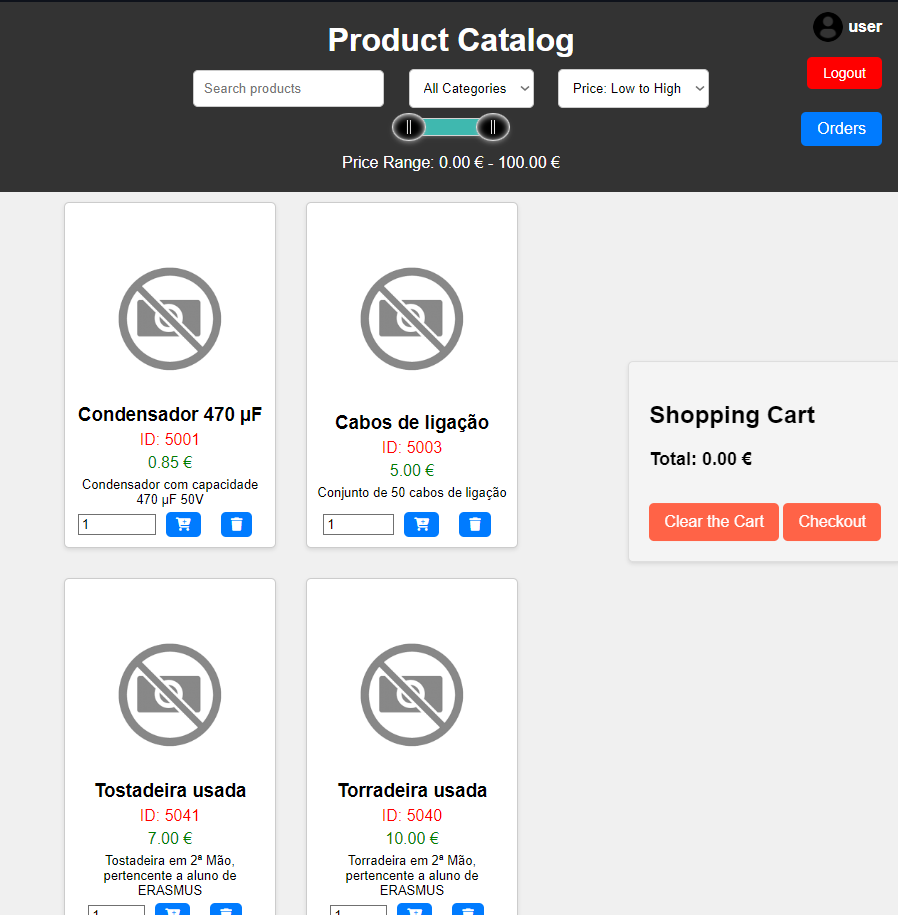 Product Catalog
user
Search products
All Categories
Price: Low to High
Logout
Orders
Price Range: 0.00 € - 100.00 €
Condensador 470 µF
ID: 5001
0.85 €
Condensador com capacidade
470 µF 50V
1
Cabos de ligação
ID: 5003
5.00 €
Conjunto de 50 cabos de ligação
1
Shopping Cart
Total: 0.00 €
Clear the Cart
Checkout
Tostadeira usada
ID: 5041
7.00 €
Tostadeira em 2ª Mão,
pertencente a aluno de
ERASMUS
1
Torradeira usada
ID: 5040
10.00 €
Torradeira em 2ª Mão,
pertencente a aluno de
ERASMUS
1